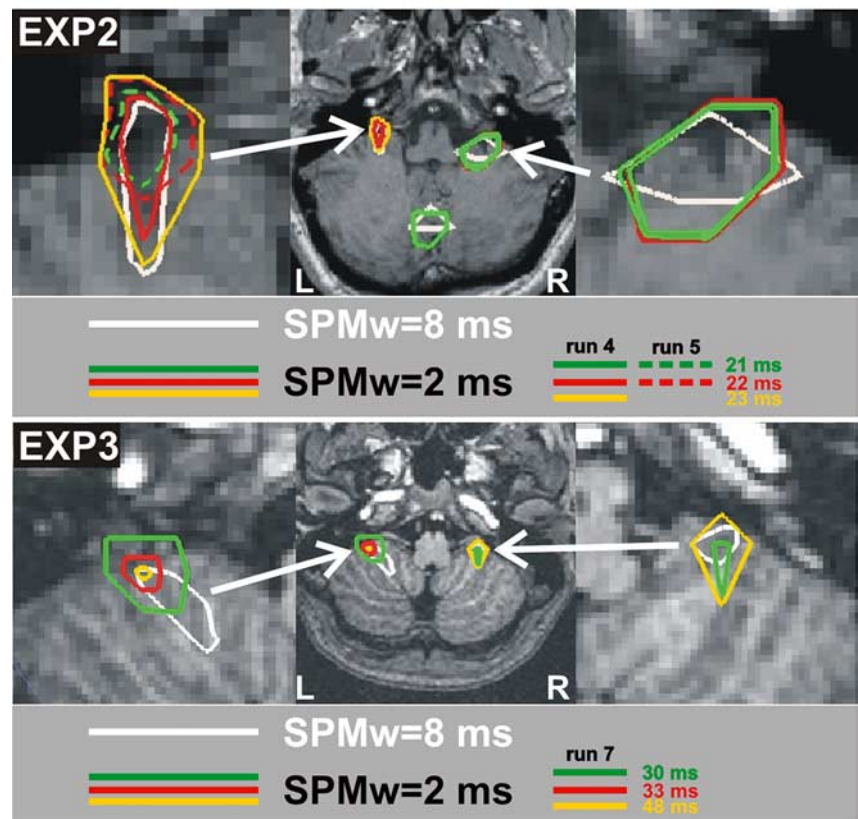 EXP2
L R
SPMw=8 ms
run 4 run 5
21 ms
SPMw=2 ms 22 ms
23 ms
EXP3
L R
SPMw=8 ms
run 7
30 ms
SPMw=2 ms 33 ms
48 ms